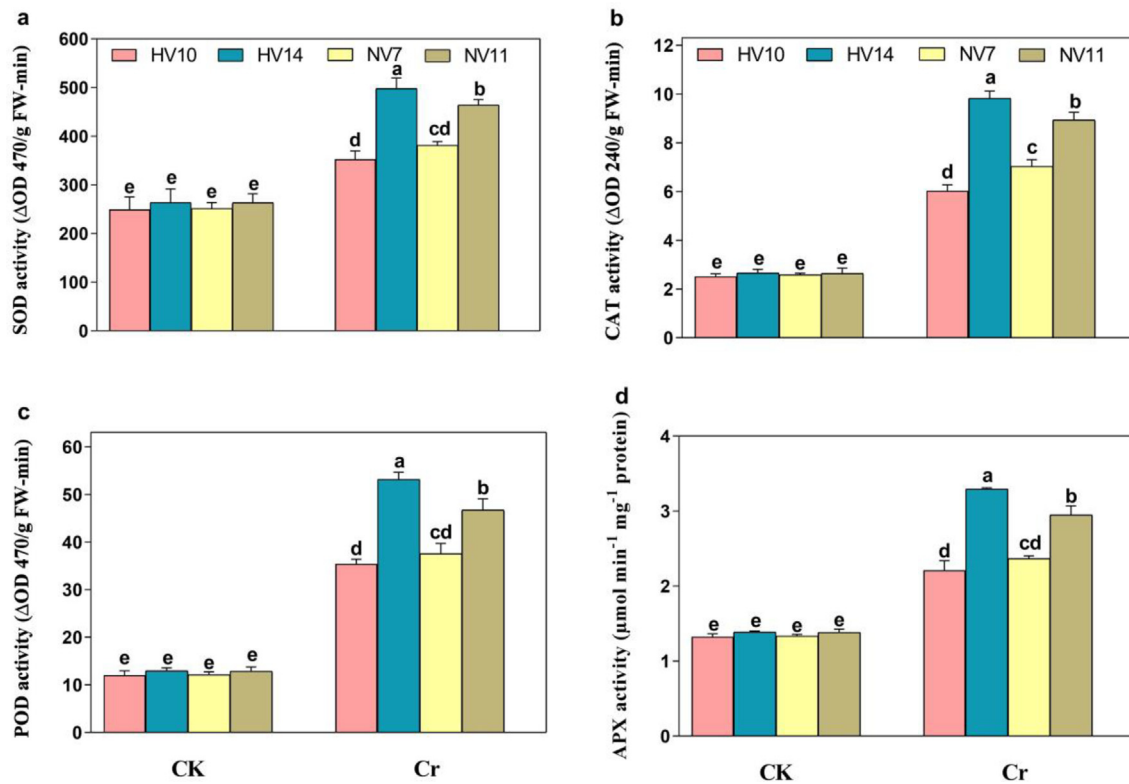 a
SOD activity (ΔOD 470/g FW-min)
600
500
400
300
200
100
0
HV10 HV14 NV7 NV11
e e e e
d a cd b
b
CAT activity (ΔOD 240/g FW-min)
12
10
8
6
4
2
0
HV10 HV14 NV7 NV11
e e e e
d a c b
c
POD activity (ΔOD 470/g FW-min)
60
50
40
30
20
10
0
e e e e
d a cd b
CK Cr
d
APX activity (μmol min⁻¹ mg⁻¹ protein)
4
3
2
1
0
e e e e
d a cd b
CK Cr